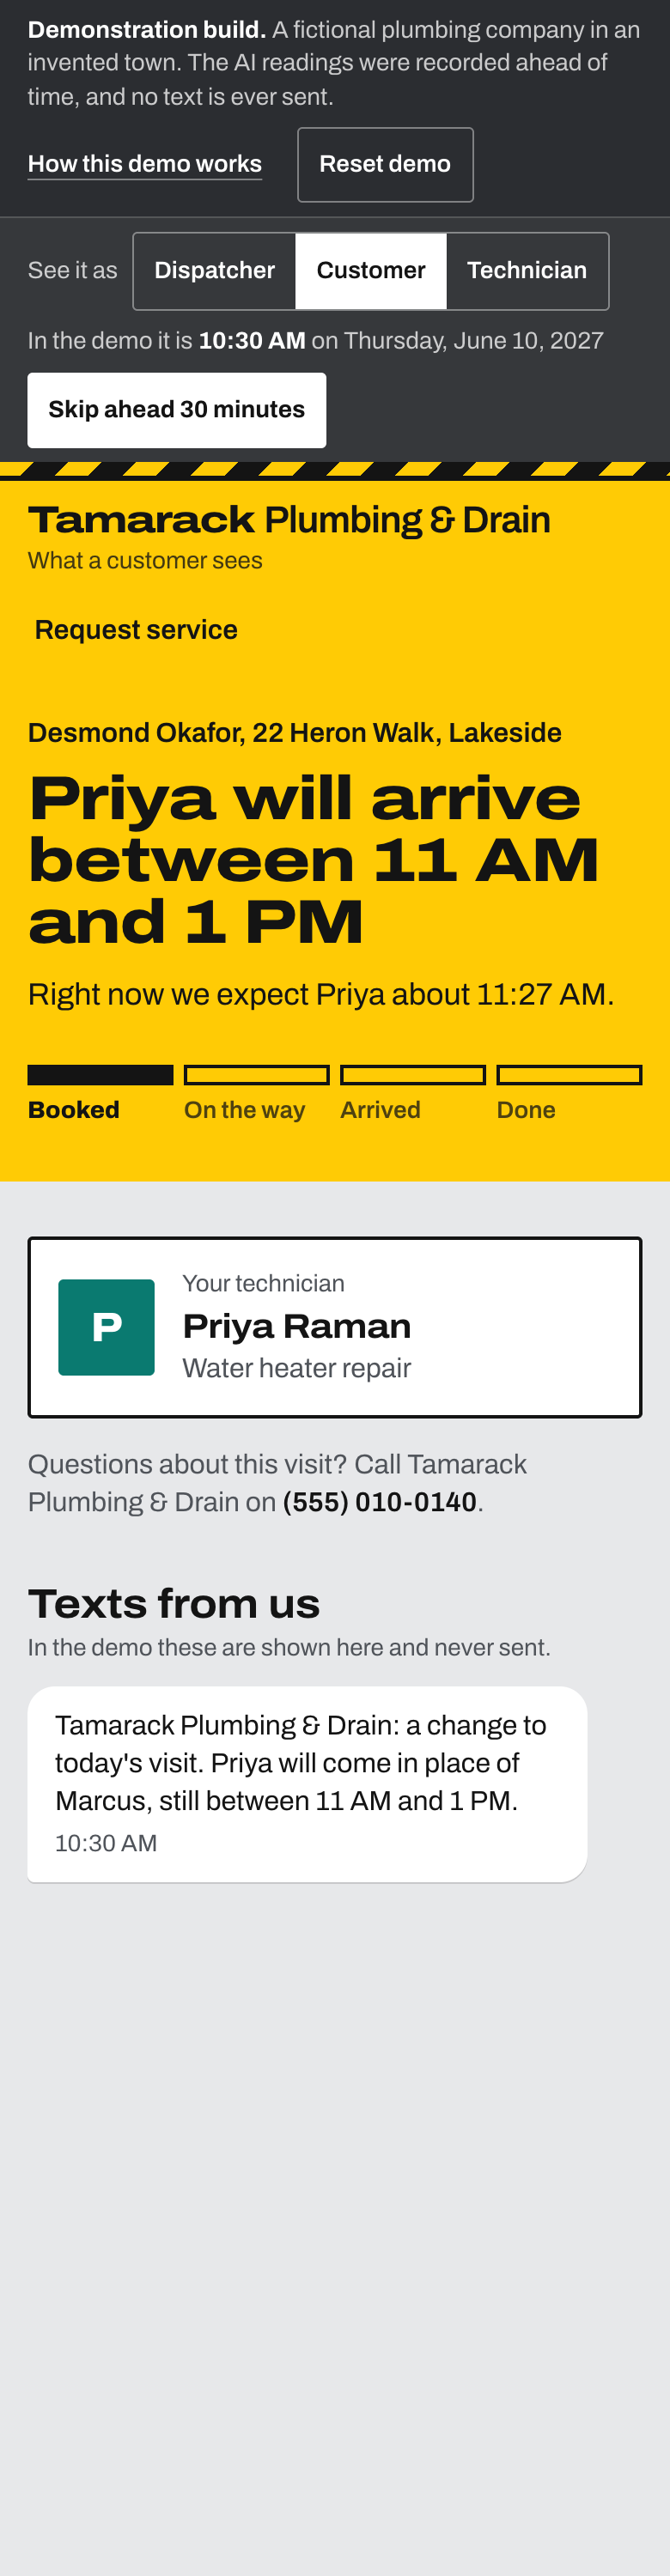 Demonstration build. A fictional plumbing company in an
invented town. The AI readings were recorded ahead of
time, and no text is ever sent.
How this demo works
Reset demo
See it as
Dispatcher
Customer
Technician
In the demo it is 10:30 AM on Thursday, June 10, 2027
Skip ahead 30 minutes
Tamarack Plumbing & Drain
What a customer sees
Request service
Desmond Okafor, 22 Heron Walk, Lakeside
Priya will arrive
between 11 AM
and 1 PM
Right now we expect Priya about 11:27 AM.
Booked
On the way
Arrived
Done
P
Your technician
Priya Raman
Water heater repair
Questions about this visit? Call Tamarack
Plumbing & Drain on (555) 010-0140.
Texts from us
In the demo these are shown here and never sent.
Tamarack Plumbing & Drain: a change to
today's visit. Priya will come in place of
Marcus, still between 11 AM and 1 PM.
10:30 AM